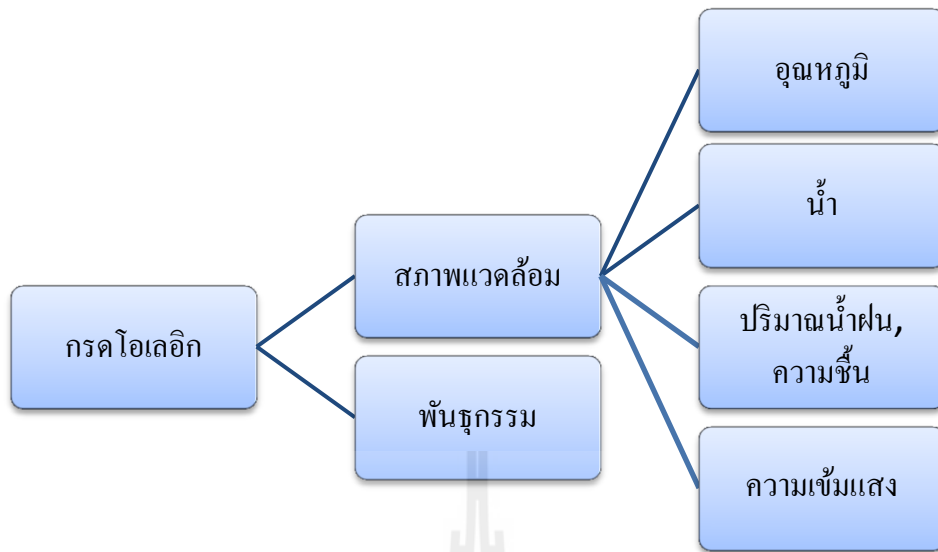 กรดโอเลอิก
สภาพแวดล้อม
พันธุกรรม
อุณหภูมิ
น้ำ
ปริมาณน้ำฝน,
ความชื้น
ความเข้มแสง